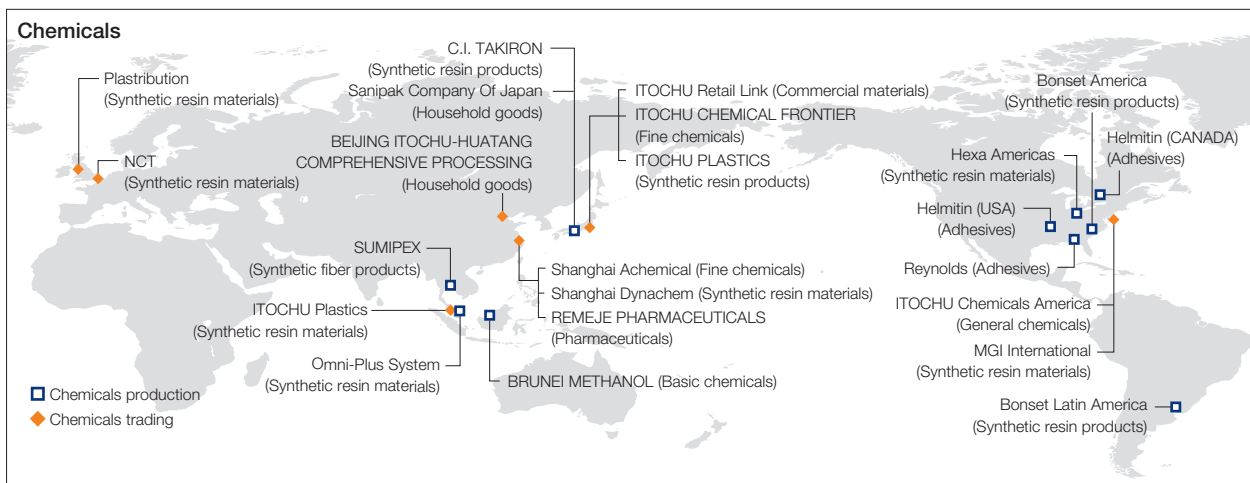 Chemicals
Plastribution
(Synthetic resin materials)
NCT
(Synthetic resin materials)
C.I. TAKIRON
(Synthetic resin products)
Sanipak Company Of Japan
(Household goods)
BEIJING ITOCHU-HUATANG
COMPREHENSIVE PROCESSING
(Household goods)
ITOCHU Retail Link (Commercial materials)
ITOCHU CHEMICAL FRONTIER
(Fine chemicals)
ITOCHU PLASTICS
(Synthetic resin products)
SUMIPEX
(Synthetic fiber products)
ITOCHU Plastics
(Synthetic resin materials)
Omni-Plus System
(Synthetic resin materials)
Shanghai Achemical (Fine chemicals)
Shanghai Dynachem (Synthetic resin materials)
REMEJE PHARMACEUTICALS
(Pharmaceuticals)
BRUNEI METHANOL (Basic chemicals)
Bonset America
(Synthetic resin products)
Helmitin (CANADA)
(Adhesives)
Hexa Americas
(Synthetic resin materials)
Helmitin (USA)
(Adhesives)
Reynolds (Adhesives)
ITOCHU Chemicals America
(General chemicals)
MGI International
(Synthetic resin materials)
Bonset Latin America
(Synthetic resin products)
Chemicals production
Chemicals trading